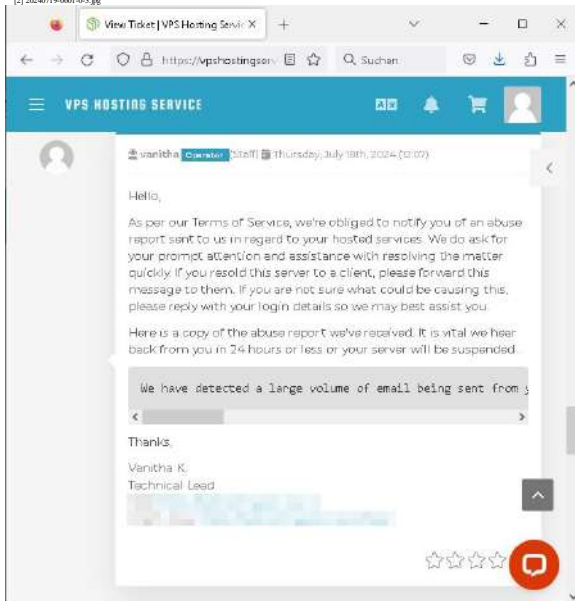 [2] 20240719-0001-0-3.jpg
View Ticket | VPS Hosting Servic
https://vpshostingserv
Suchen
VPS HOSTING SERVICE
vanitha Operator (Staff) Thursday, July 18th, 2024 (12:07)
Hello,
As per our Terms of Service, we're obliged to notify you of an abuse
report sent to us in regard to your hosted services. We do ask for
your prompt attention and assistance with resolving the matter
quickly. If you resold this server to a client, please forward this
message to them. If you are not sure what could be causing this,
please reply with your login details so we may best assist you.
Here is a copy of the abuse report we've received. It is vital we hear
back from you in 24 hours or less or your server will be suspended.
We have detected a large volume of email being sent from y
Thanks,
Vanitha K.
Technical Lead